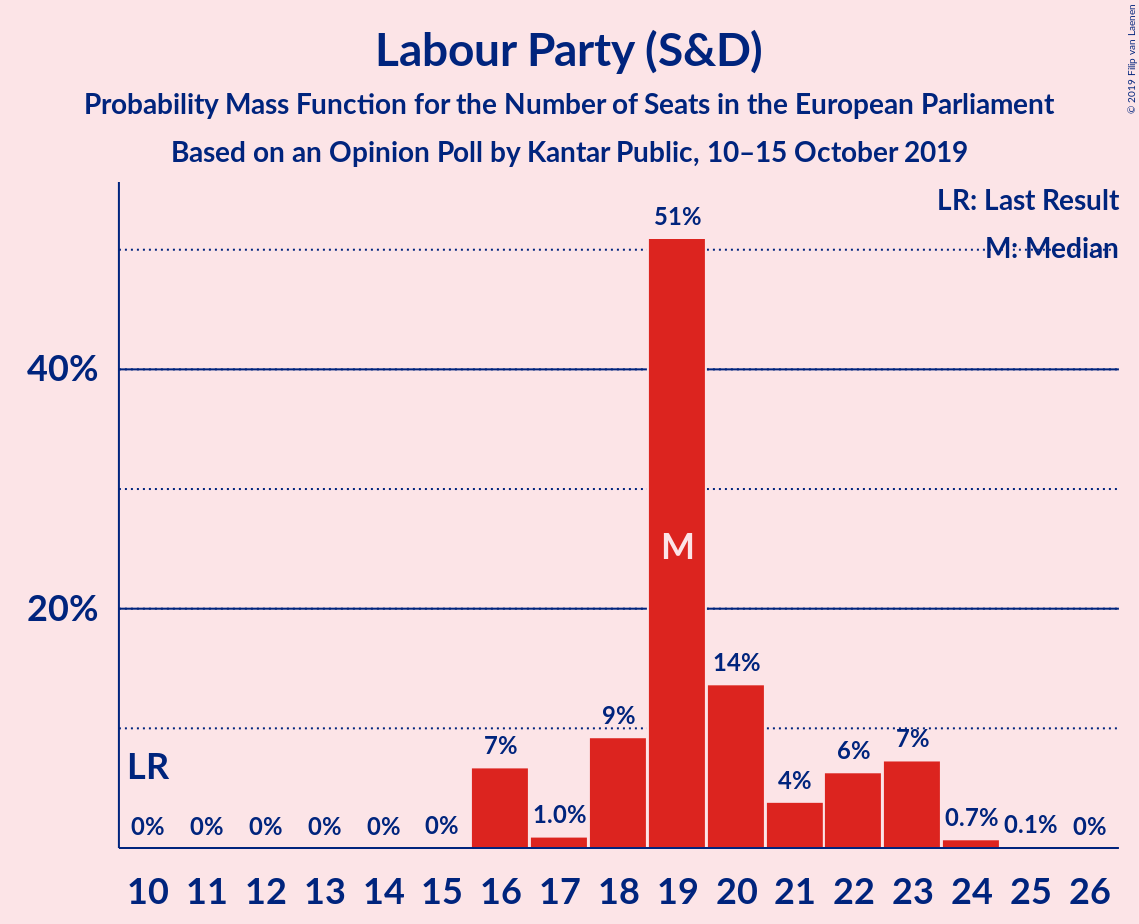 Labour Party (S&D)
Probability Mass Function for the Number of Seats in the European Parliament
Based on an Opinion Poll by Kantar Public, 10–15 October 2019
© 2019 Filip van Laenen
LR: Last Result
M: Median
40%
20%
LR
M
0% 0% 0% 0% 0% 0% 7% 1.0% 9% 51% 14% 4% 6% 7% 0.7% 0.1% 0%
10 11 12 13 14 15 16 17 18 19 20 21 22 23 24 25 26